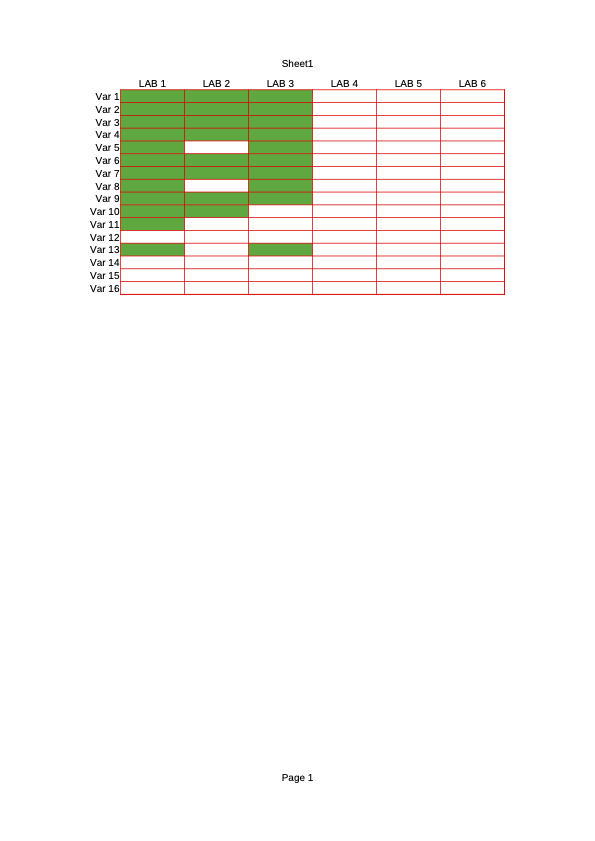 Sheet1
LAB 1 LAB 2 LAB 3 LAB 4 LAB 5 LAB 6
Var 1
Var 2
Var 3
Var 4
Var 5
Var 6
Var 7
Var 8
Var 9
Var 10
Var 11
Var 12
Var 13
Var 14
Var 15
Var 16
Page 1